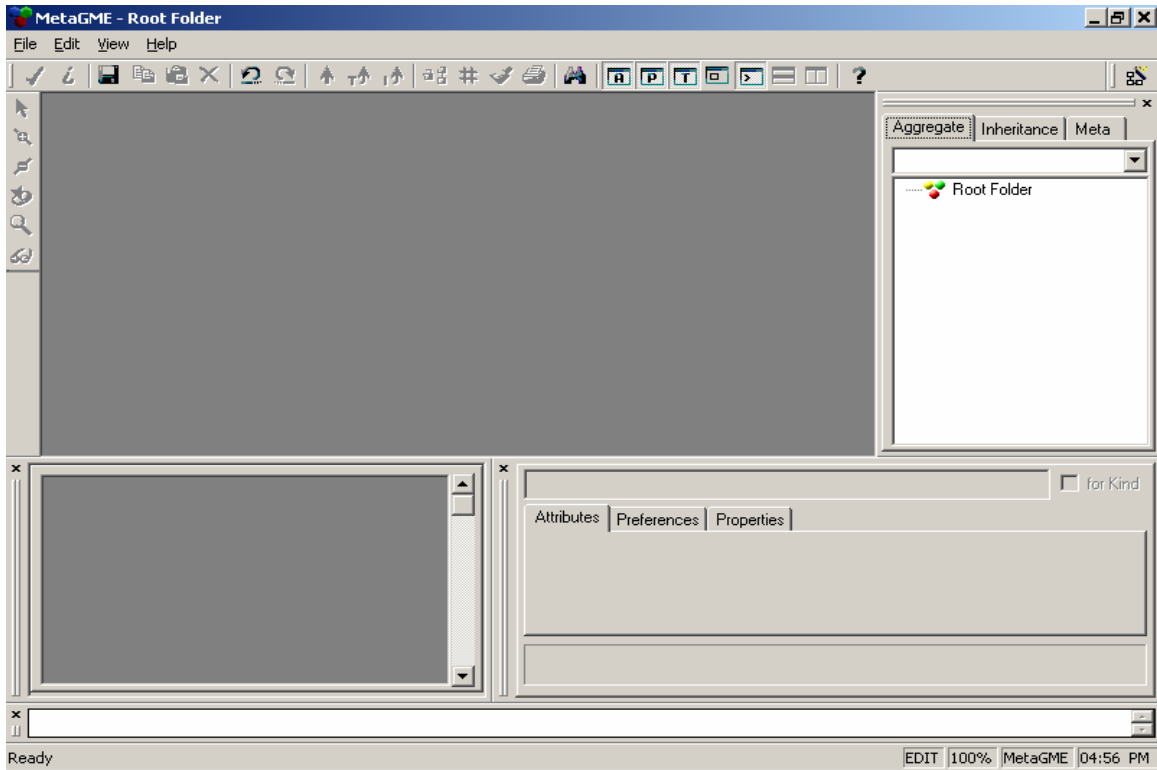 MetaGME - Root Folder
File Edit View Help
A P T
?
Aggregate Inheritance Meta
Root Folder
for Kind
Attributes Preferences Properties
Ready EDIT 100% MetaGME 04:56 PM